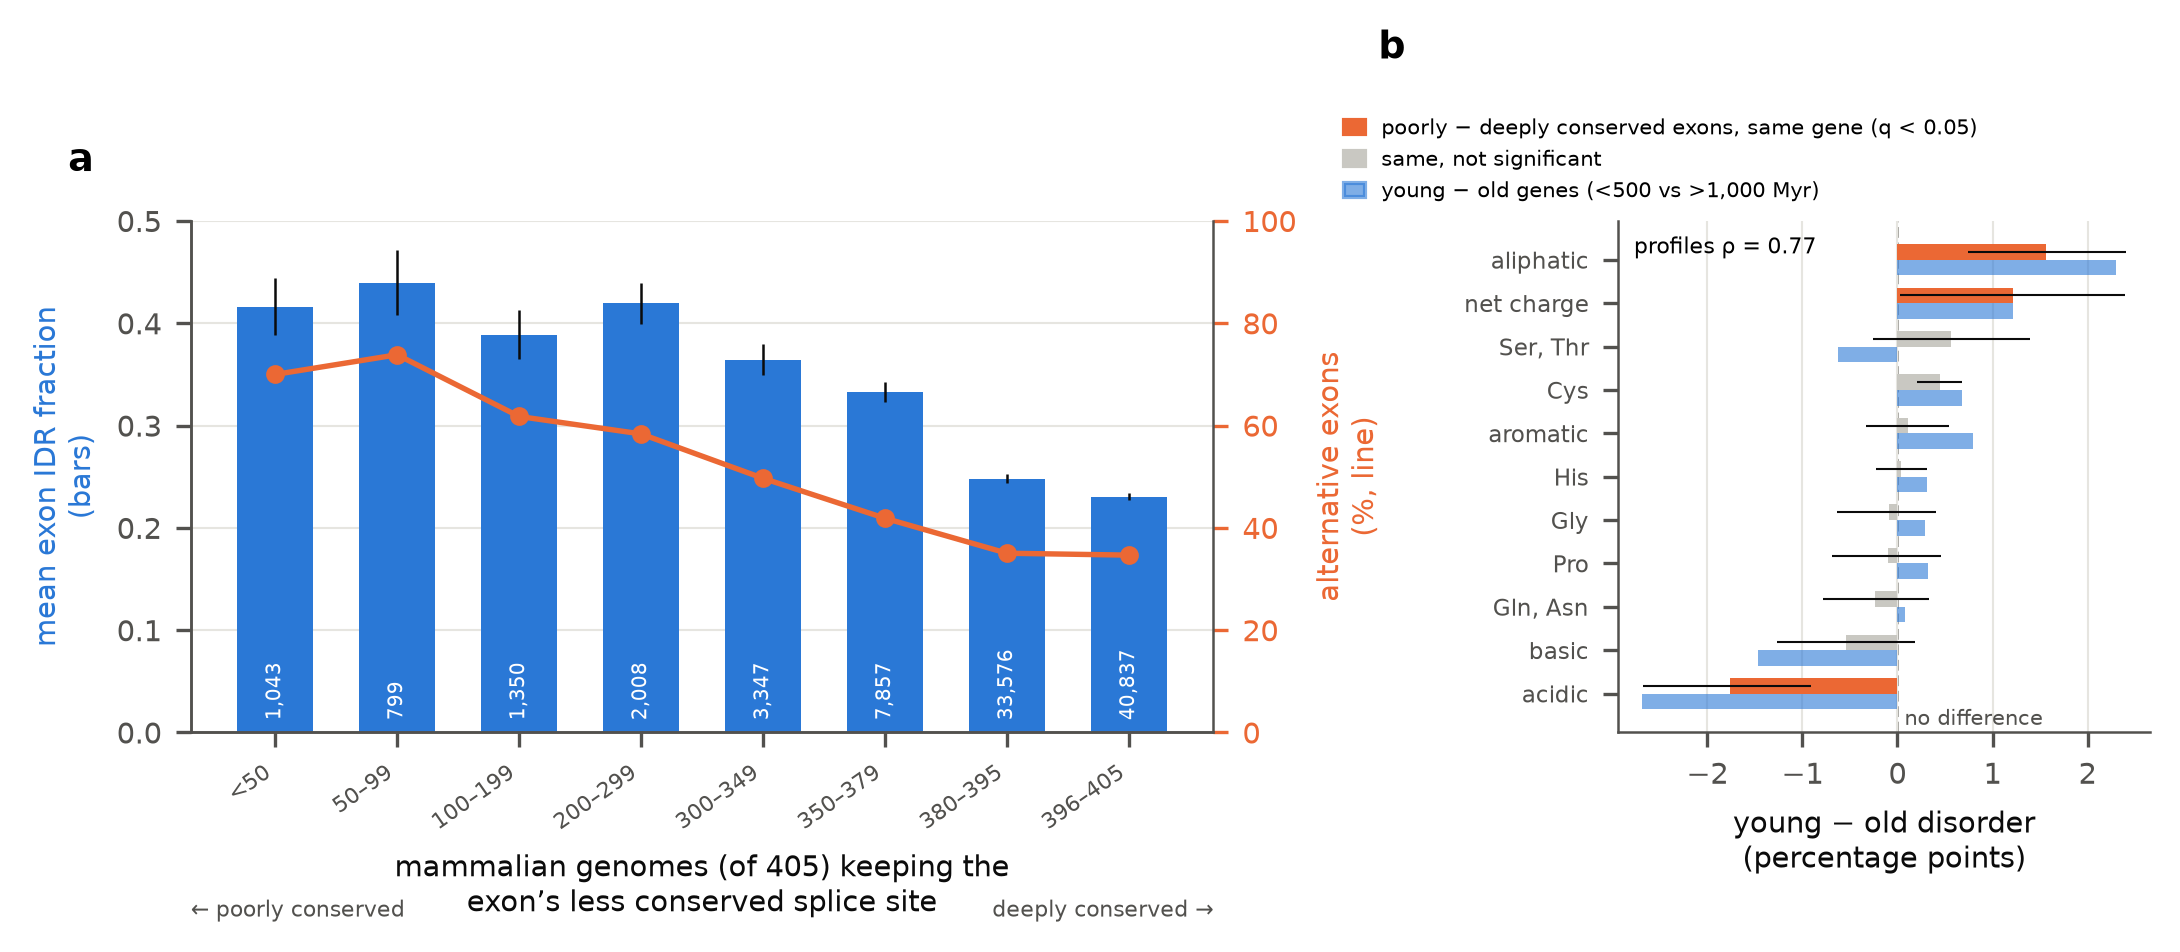 a
0.5
0.4
0.3
0.2
0.1
0.0
mean exon IDR fraction
(bars)
100
80
60
40
20
0
alternative exons
(%, line)
1,043
799
1,350
2,008
3,347
7,857
33,576
40,837
<50
50–99
100–199
200–299
300–349
350–379
380–395
396–405
mammalian genomes (of 405) keeping the
exon’s less conserved splice site
← poorly conserved
deeply conserved →
b
poorly − deeply conserved exons, same gene (q < 0.05)
same, not significant
young − old genes (<500 vs >1,000 Myr)
profiles ρ = 0.77
aliphatic
net charge
Ser, Thr
Cys
aromatic
His
Gly
Pro
Gln, Asn
basic
acidic
no difference
−2
−1
0
1
2
young − old disorder
(percentage points)